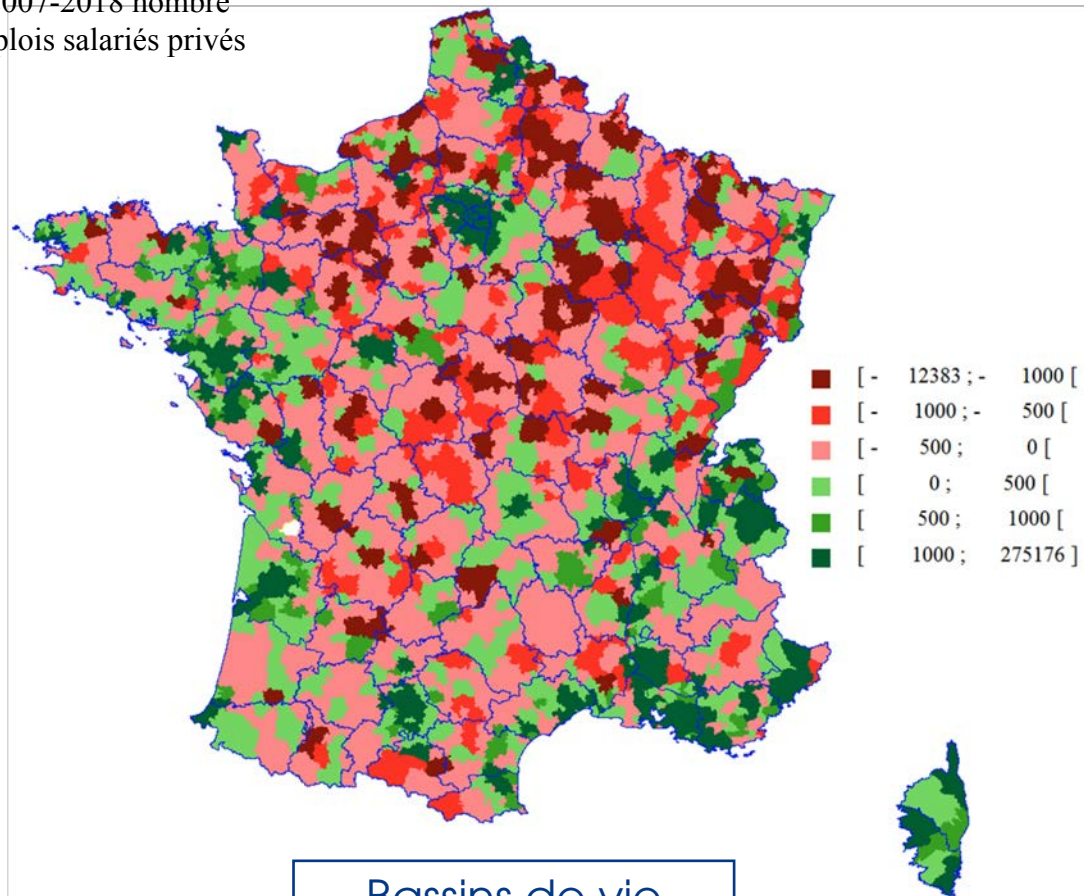 007-2018 nombre
plois salariés privés
[ - 12383 ; - 1000 [
[ - 1000 ; - 500 [
[ - 500 ; 0 [
[ 0 ; 500 [
[ 500 ; 1000 [
[ 1000 ; 275176 ]
Bassins de vie